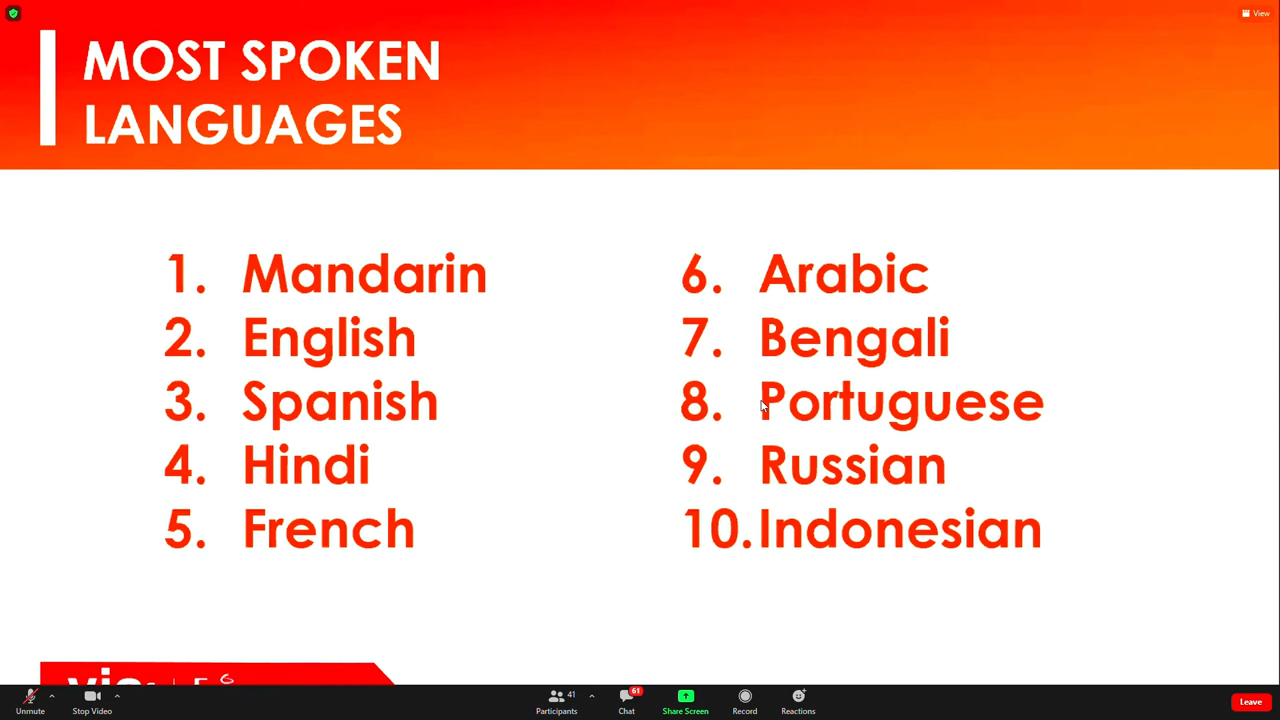 View
MOST SPOKEN
LANGUAGES
1. Mandarin
2. English
3. Spanish
4. Hindi
5. French
6. Arabic
7. Bengali
8. Portuguese
9. Russian
10. Indonesian
Unmute
Stop Video
41
Participants
61
Chat
Share Screen
Record
Reactions
Leave